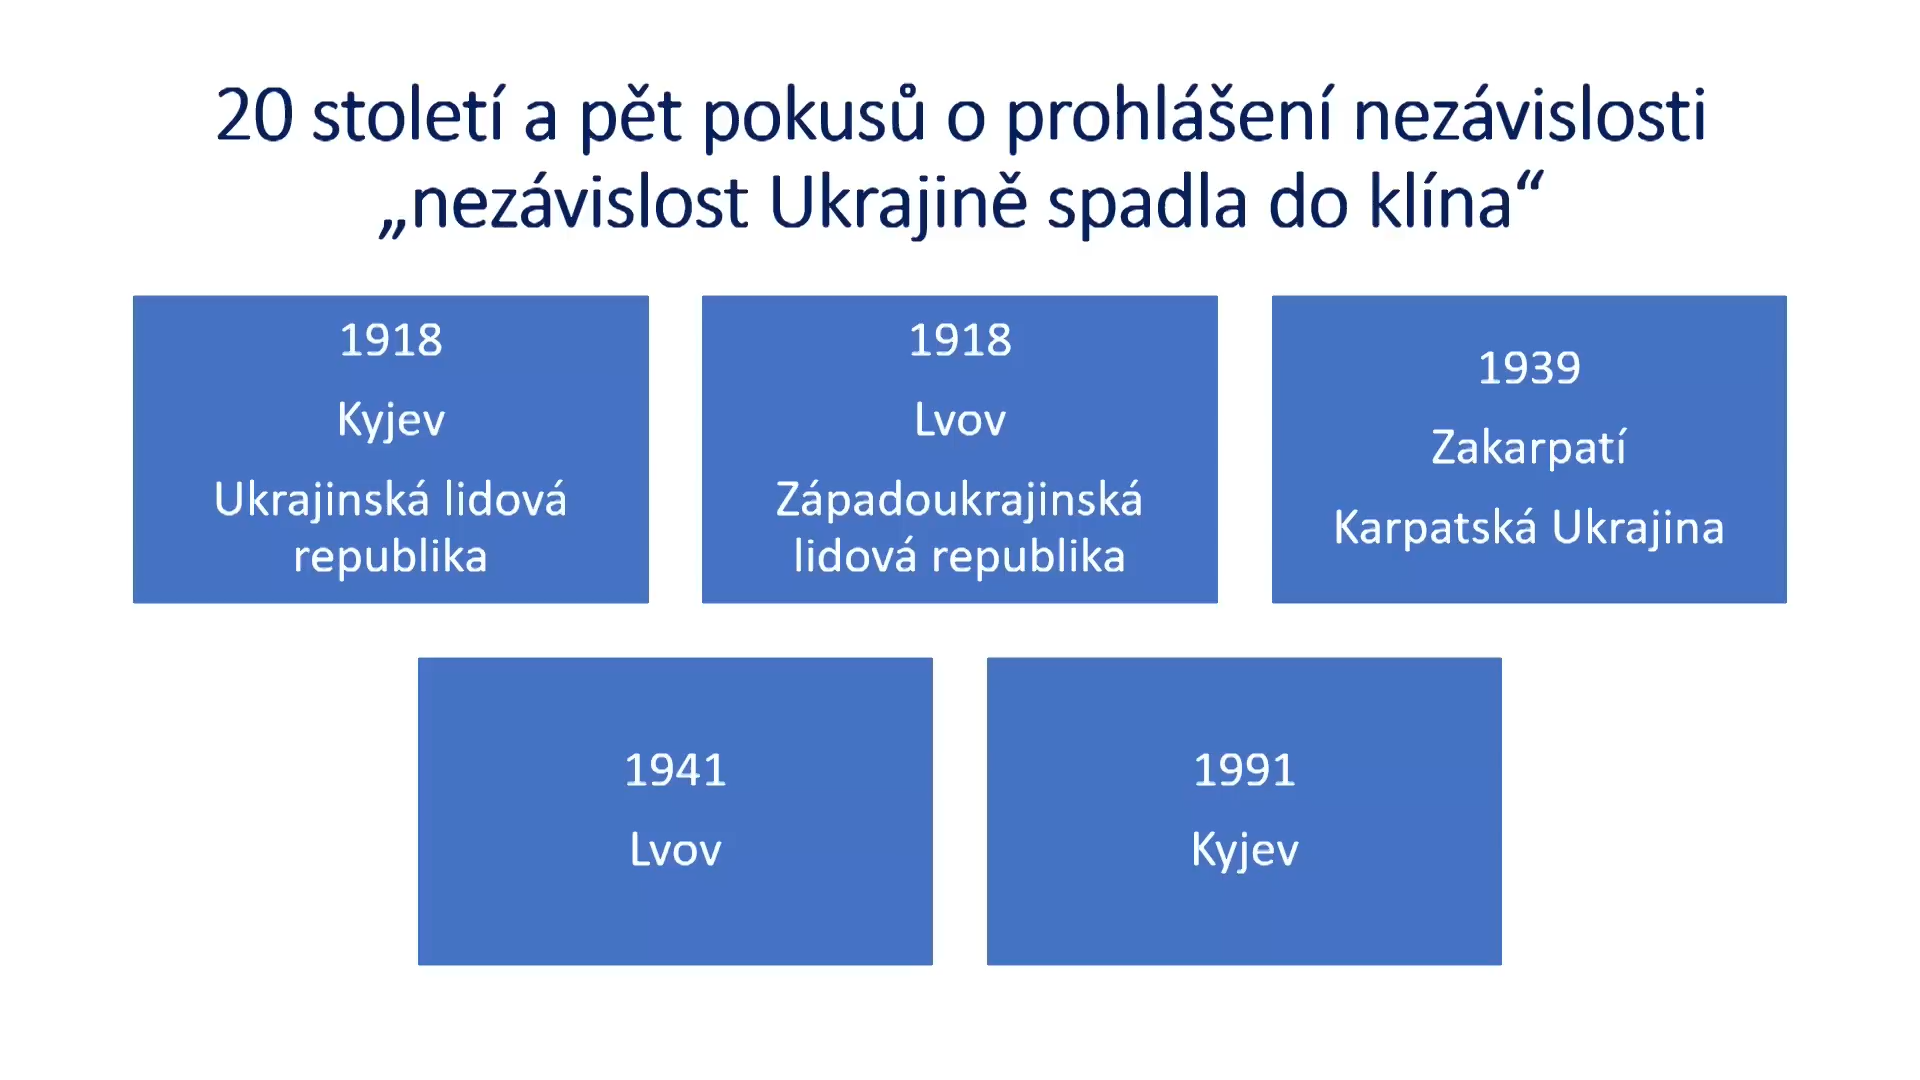 20 století a pět pokusů o prohlášení nezávislosti
„nezávislost Ukrajině spadla do klína“
1918
Kyjev
Ukrajinská lidová
republika
1918
Lvov
Západoukrajinská
lidová republika
1939
Zakarpatí
Karpatská Ukrajina
1941
Lvov
1991
Kyjev